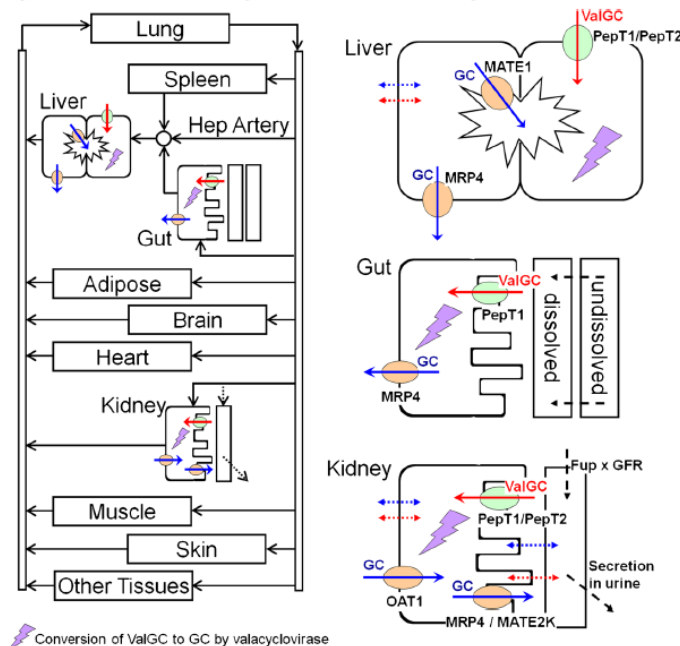 Lung
Spleen
Liver
Hep Artery
Gut
Adipose
Brain
Heart
Kidney
Muscle
Skin
Other Tissues
Conversion of ValGC to GC by valacyclovirase
Liver
ValGC
PepT1/PepT2
MATE1
GC
GC
MRP4
Gut
ValGC
PepT1
GC
MRP4
dissolved
undissolved
Kidney
Fup x GFR
ValGC
PepT1/PepT2
GC
OAT1
GC
MRP4 / MATE2K
Secretion
in urine